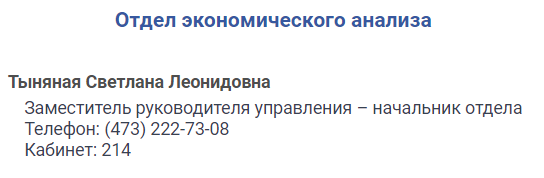 Отдел экономического анализа
Тыняная Светлана Леонидовна
Заместитель руководителя управления – начальник отдела
Телефон: (473) 222-73-08
Кабинет: 214